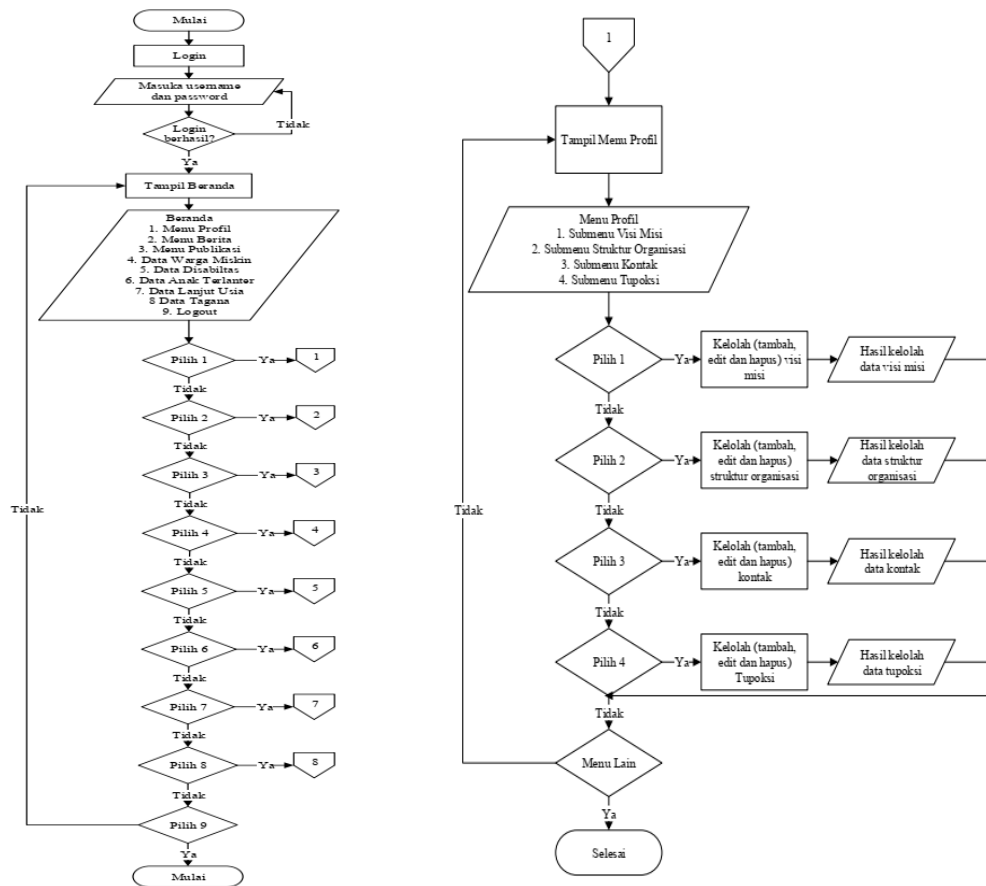 Mulai
Login
Masuka username
dan password
Tidak
Login
berhasil?
Ya
Tampil Beranda
Beranda
1. Menu Profil
2. Menu Berita
3. Menu Publikasi
4. Data Warga Miskin
5. Data Disabiltas
6. Data Anak Terlanter
7. Data Lanjut Usia
8 Data Tagana
9. Logout
Pilih 1
Ya
1
Tidak
Pilih 2
Ya
2
Tidak
Pilih 3
Ya
3
Tidak
Tidak
Pilih 4
Ya
4
Tidak
Pilih 5
Ya
5
Tidak
Pilih 6
Ya
6
Tidak
Pilih 7
Ya
7
Tidak
Pilih 8
Ya
8
Tidak
Pilih 9
Ya
Mulai
1
Tampil Menu Profil
Menu Profil
1. Submenu Visi Misi
2. Submenu Struktur Organisasi
3. Submenu Kontak
4. Submenu Tupoksi
Pilih 1
Ya
Kelolah (tambah,
edit dan hapus) visi
misi
Hasil kelolah
data visi misi
Tidak
Pilih 2
Ya
Kelolah (tambah,
edit dan hapus)
struktur organisasi
Hasil kelolah
data struktur
organisasi
Tidak
Tidak
Pilih 3
Ya
Kelolah (tambah,
edit dan hapus)
kontak
Hasil kelolah
data kontak
Tidak
Pilih 4
Ya
Kelolah (tambah,
edit dan hapus)
Tupoksi
Hasil kelolah
data tupoksi
Tidak
Menu Lain
Ya
Selesai